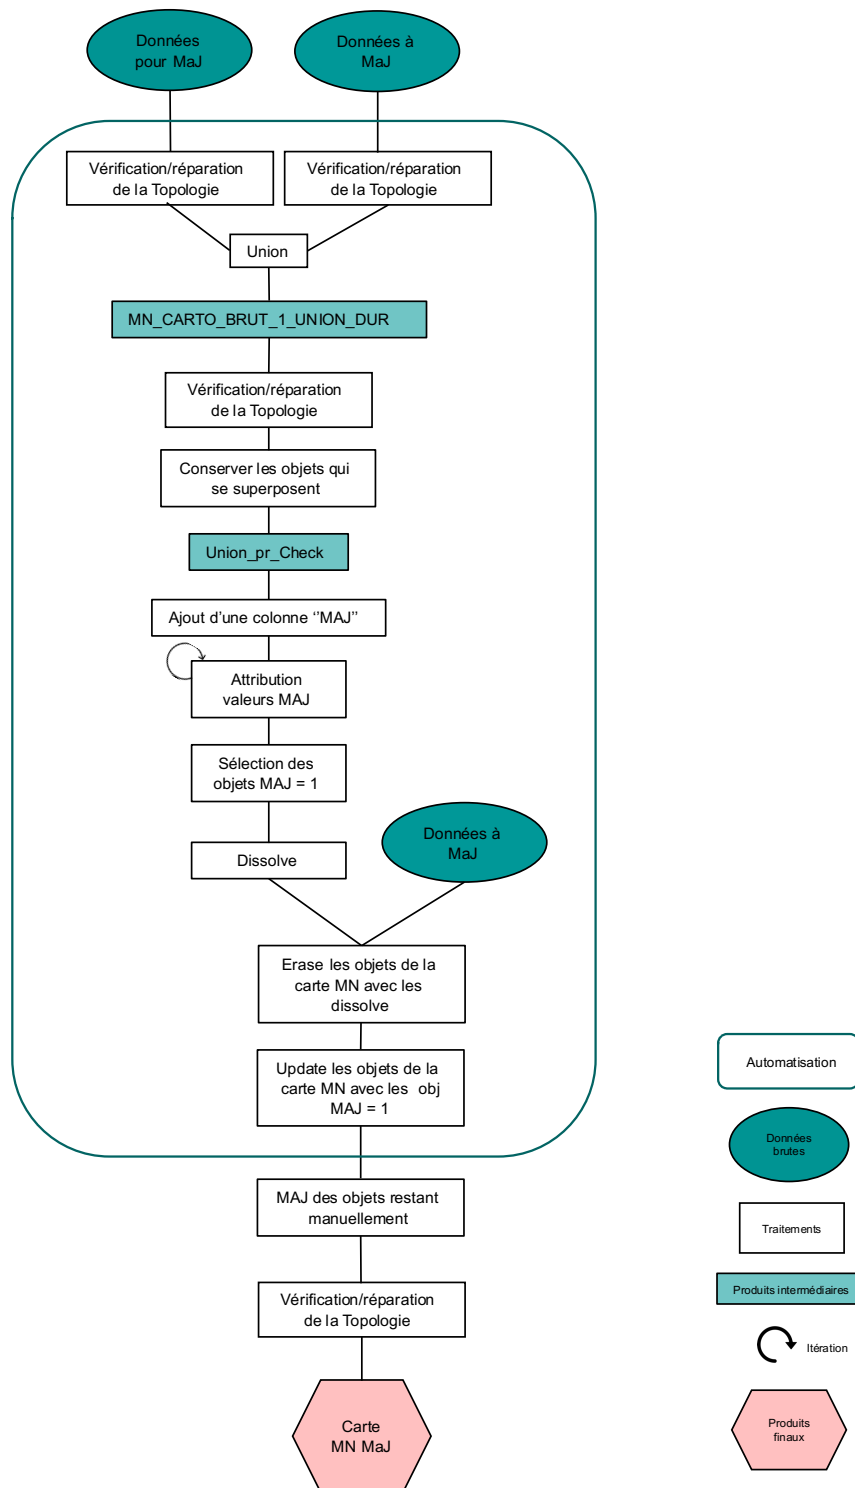 Données
pour MaJ
Données à
MaJ
Vérification/réparation
de la Topologie
Vérification/réparation
de la Topologie
Union
MN_CARTO_BRUT_1_UNION_DUR
Vérification/réparation
de la Topologie
Conserver les objets qui
se superposent
Union_pr_Check
Ajout d’une colonne ‘’MAJ’’
Attribution
valeurs MAJ
Sélection des
objets MAJ = 1
Données à
MaJ
Dissolve
Erase les objets de la
carte MN avec les
dissolve
Update les objets de la
carte MN avec les obj
MAJ = 1
MAJ des objets restant
manuellement
Vérification/réparation
de la Topologie
Carte
MN MaJ
Automatisation
Données
brutes
Traitements
Produits intermédiaires
Itération
Produits
finaux